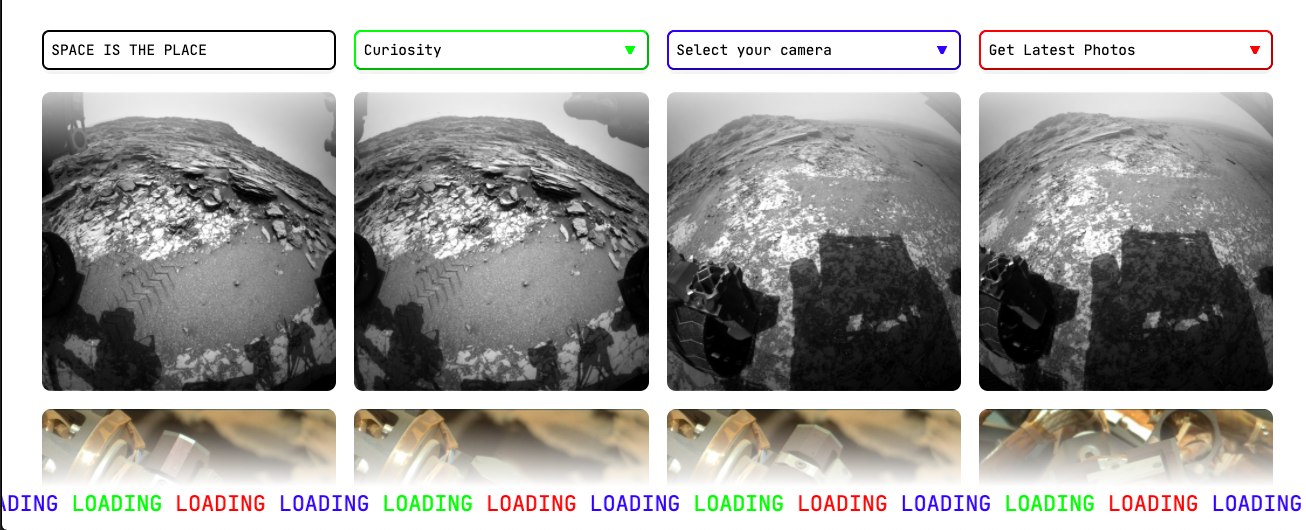 SPACE IS THE PLACE
Curiosity
Select your camera
Get Latest Photos
ADING LOADING LOADING LOADING LOADING LOADING LOADING LOADING LOADING LOADING LOADING LOADING LOADING